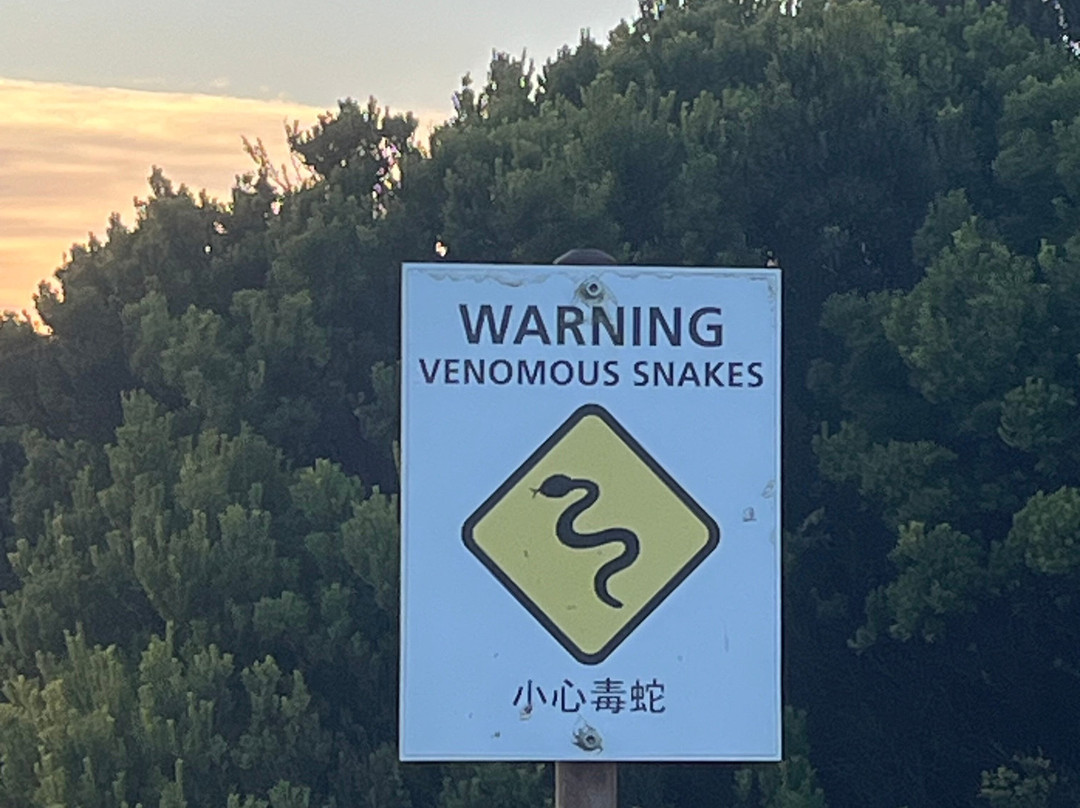 WARNING
VENOMOUS SNAKES
小心毒蛇